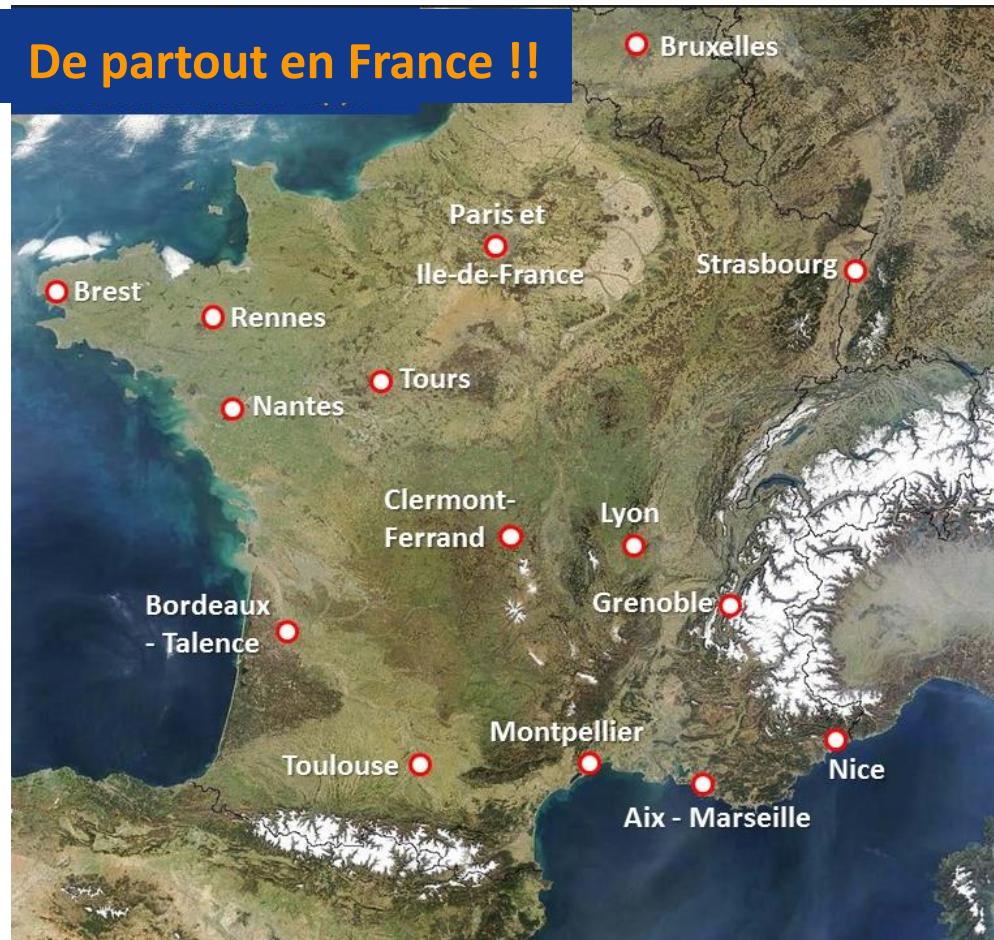 De partout en France !!
Bruxelles
Paris et
Ile-de-France
Strasbourg
Brest
Rennes
Tours
Nantes
Clermont-
Ferrand
Lyon
Grenoble
Bordeaux
- Talence
Montpellier
Toulouse
Nice
Aix - Marseille